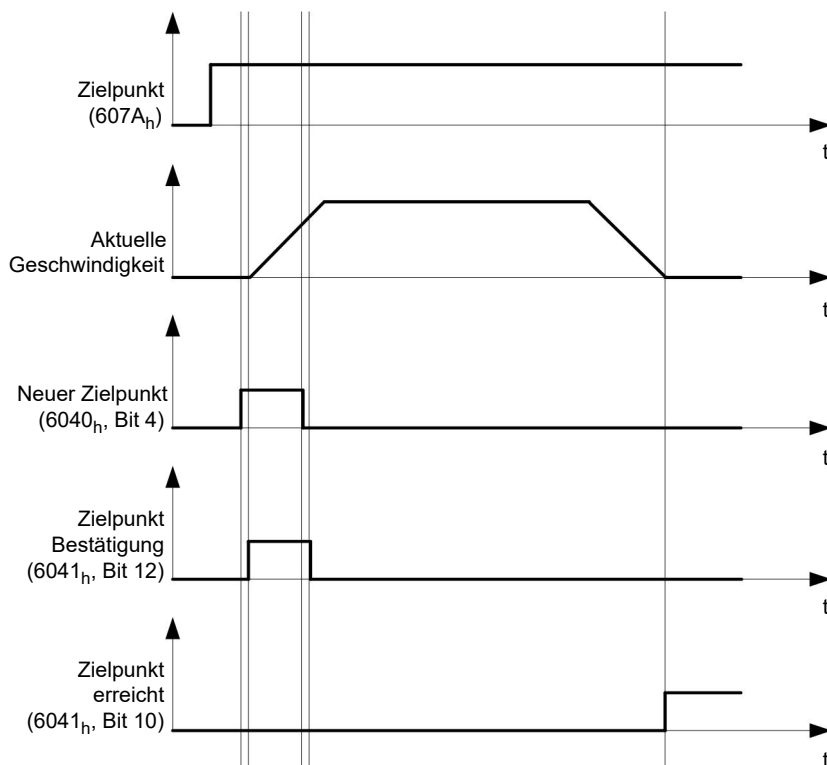 Zielpunkt
(607Aₕ)
t
Aktuelle
Geschwindigkeit
t
Neuer Zielpunkt
(6040ₕ, Bit 4)
t
Zielpunkt
Bestätigung
(6041ₕ, Bit 12)
t
Zielpunkt
erreicht
(6041ₕ, Bit 10)
t